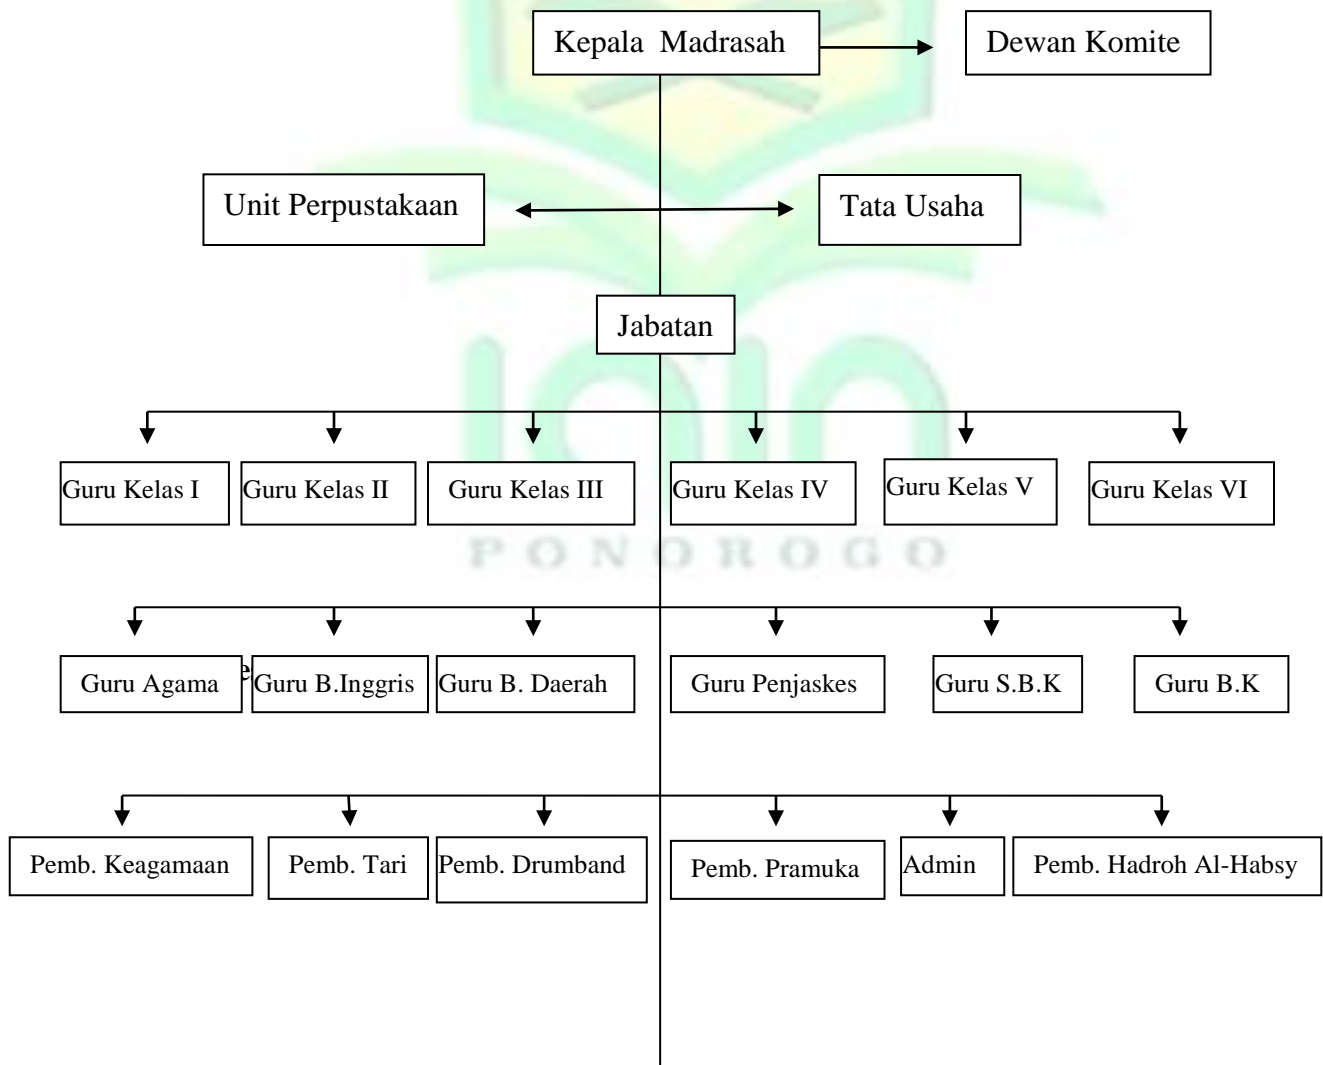 Kepala Madrasah
Dewan Komite
Unit Perpustakaan
Tata Usaha
Jabatan
iain
Guru Kelas I
Guru Kelas II
Guru Kelas III
Guru Kelas IV
Guru Kelas V
Guru Kelas VI
PONOROGO
Guru Agama
e
Guru B.Inggris
Guru B. Daerah
Guru Penjaskes
Guru S.B.K
Guru B.K
Pemb. Keagamaan
Pemb. Tari
Pemb. Drumband
Pemb. Pramuka
Admin
Pemb. Hadroh Al-Habsy